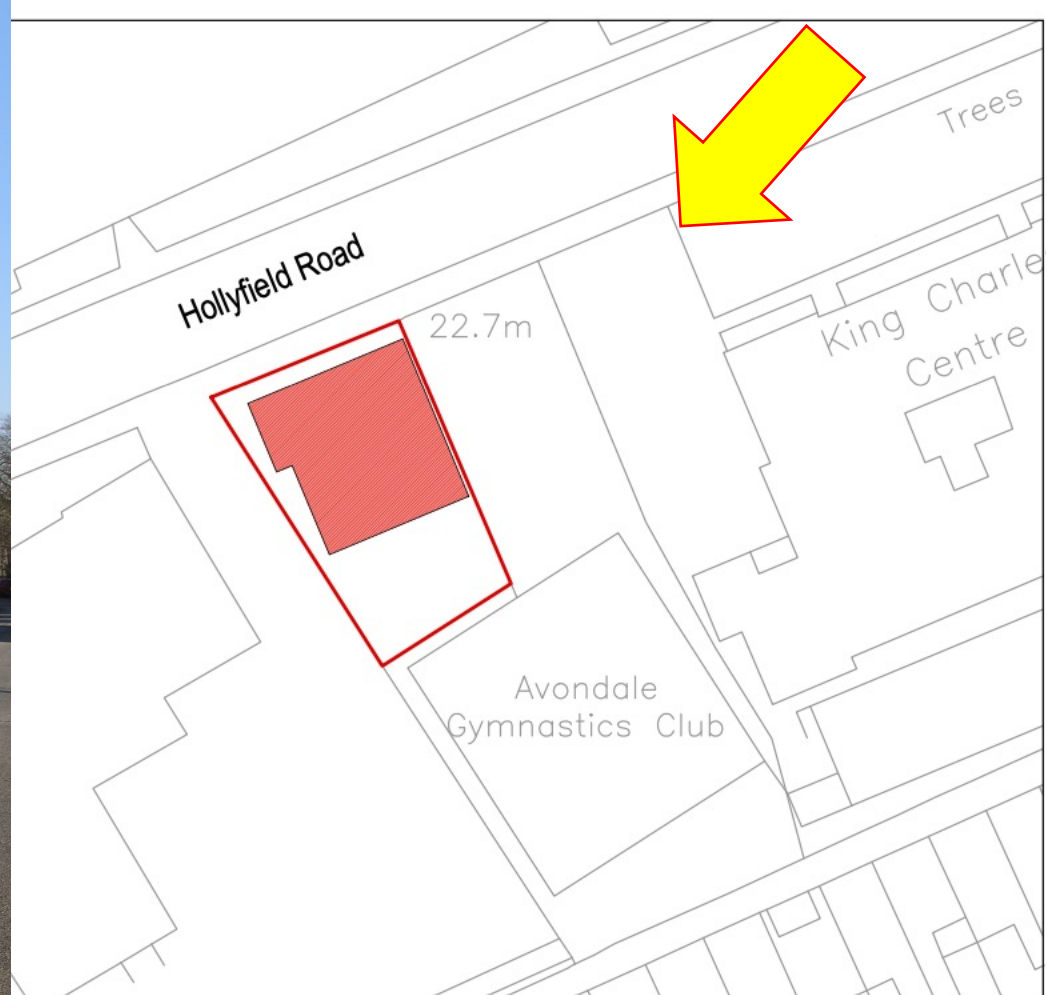 Trees
Hollyfield Road
King Charle
Centre
22.7m
Avondale
Gymnastics Club